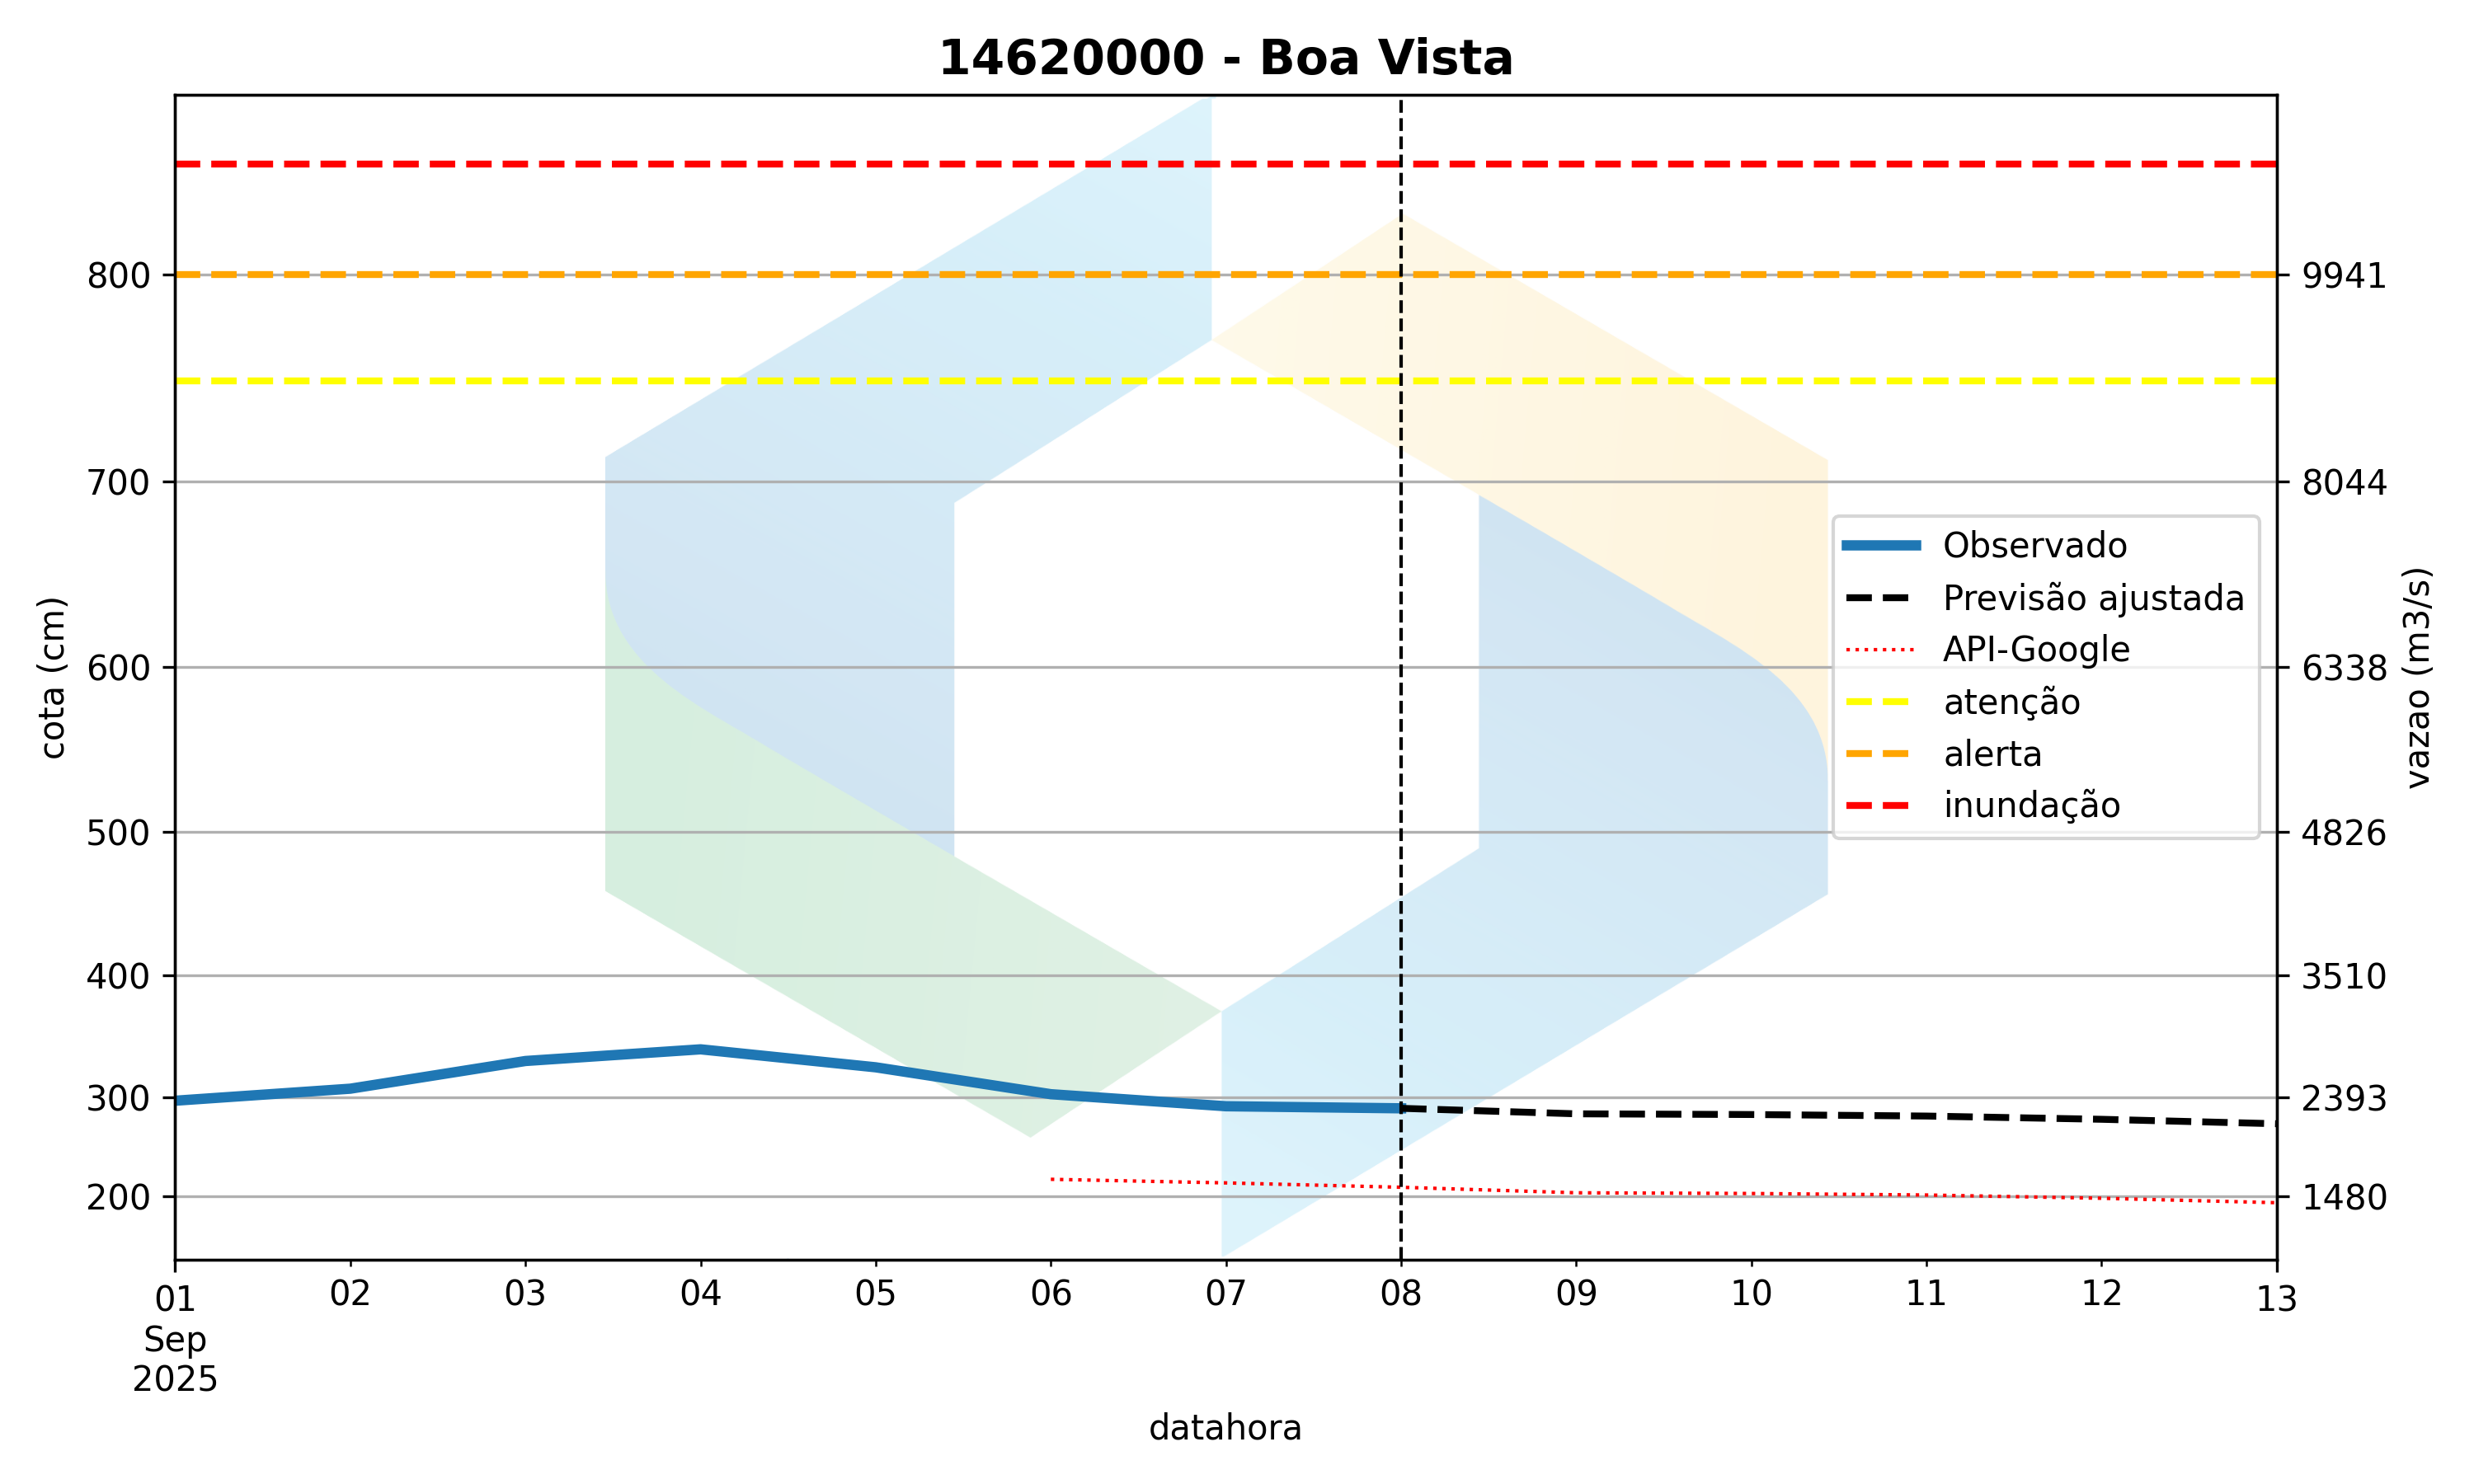 14620000 - Boa Vista
cota (cm)
800
700
600
500
400
300
200
9941
8044
6338
4826
3510
2393
1480
vazao (m3/s)
Observado
Previsão ajustada
API-Google
atenção
alerta
inundação
01
02
03
04
05
06
07
08
09
10
11
12
13
Sep
2025
datahora